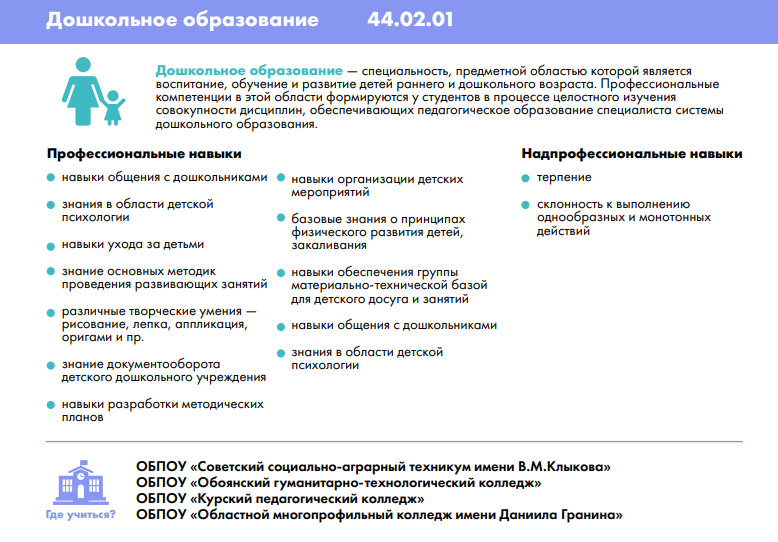 Дошкольное образование 44.02.01
Дошкольное образование — специальность, предметной областью которой является
воспитание, обучение и развитие детей раннего и дошкольного возраста. Профессиональные
компетенции в этой области формируются у студентов в процессе целостного изучения
совокупности дисциплин, обеспечивающих педагогическое образование специалиста системы
дошкольного образования.
Профессиональные навыки
навыки общения с дошкольниками
знания в области детской
психологии
навыки ухода за детьми
знание основных методик
проведения развивающих занятий
различные творческие умения —
рисование, лепка, аппликация,
оригами и пр.
знание документооборота
детского дошкольного учреждения
навыки разработки методических
планов
навыки организации детских
мероприятий
базовые знания о принципах
физического развития детей,
закаливания
навыки обеспечения группы
материально-технической базой
для детского досуга и занятий
навыки общения с дошкольниками
знания в области детской
психологии
Надпрофессиональные навыки
терпение
склонность к выполнению
однообразных и монотонных
действий
Где учиться?
ОБПОУ «Советский социально-аграрный техникум имени В.М.Клыкова»
ОБПОУ «Обоянский гуманитарно-технологический колледж»
ОБПОУ «Курский педагогический колледж»
ОБПОУ «Областной многопрофильный колледж имени Даниила Гранина»